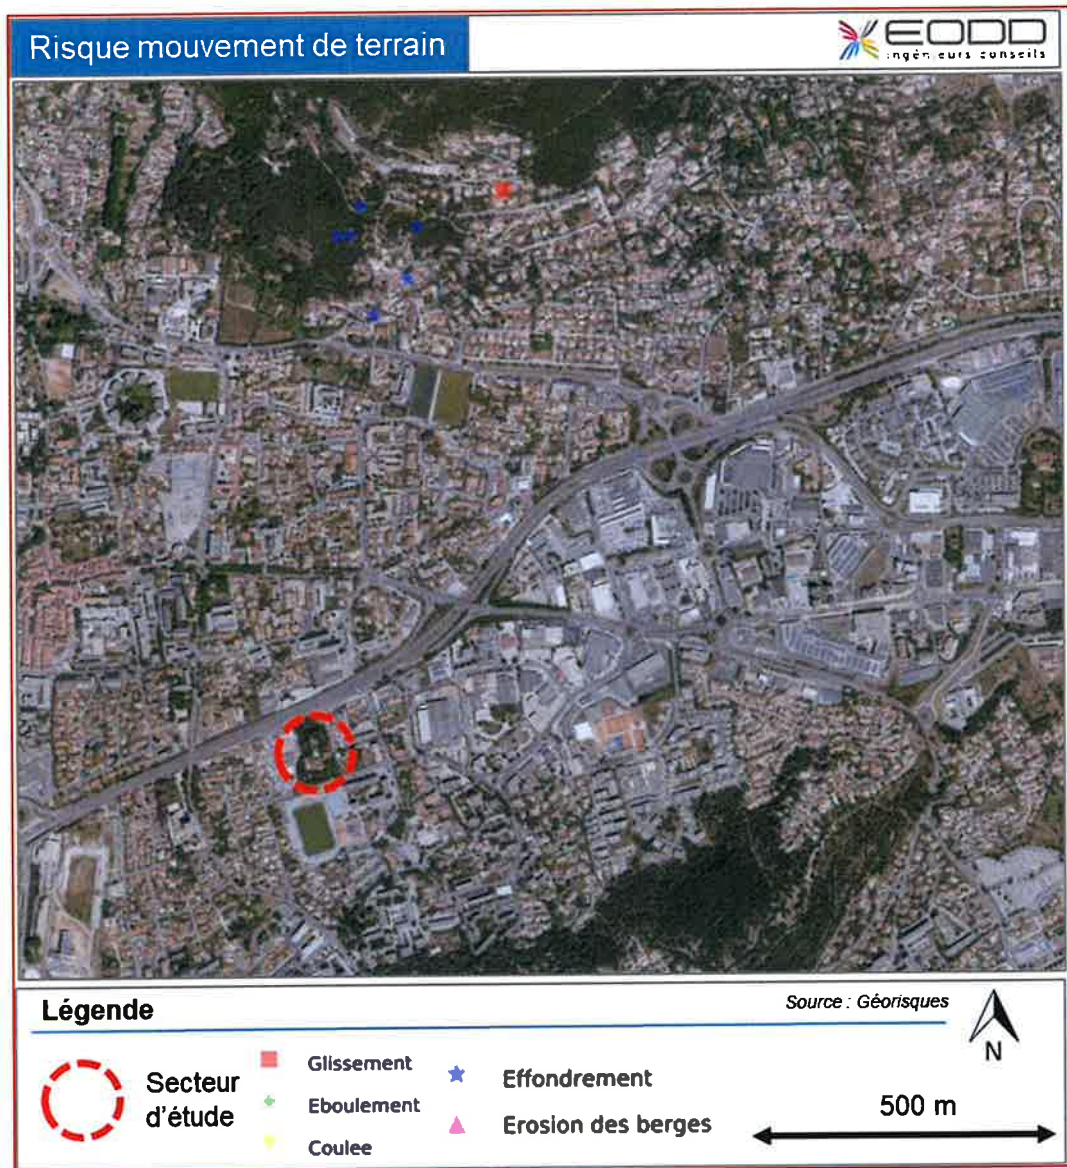 Risque mouvement de terrain
EODD
ingénieurs conseils
Légende
Source : Géorisques
N
Secteur
d'étude
Glissement
Eboulement
Coulee
Effondrement
Erosion des berges
500 m